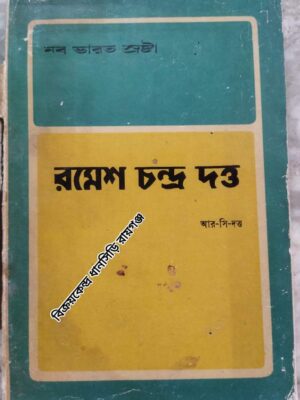 নব ভারত স্রষ্টা
রমেশ চন্দ্র দত্ত
আর-সি-দত্ত
বিক্রয়কেন্দ্র ধানসিড়ি রায়গঞ্জ